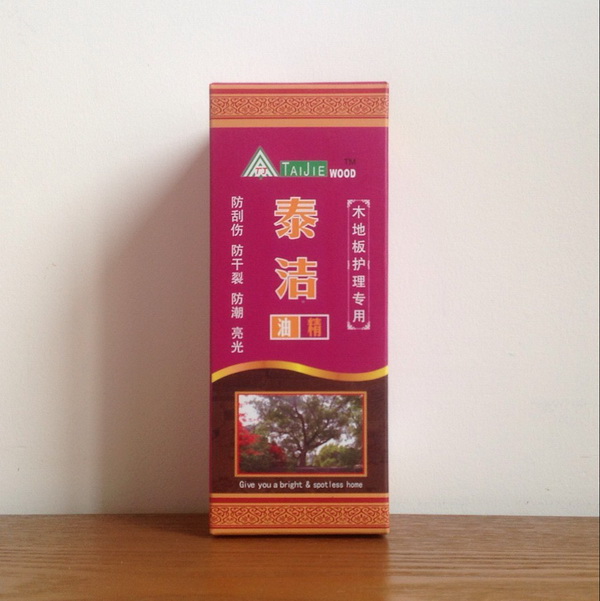 TAIJIE WOOD TM
泰洁
油精
木地板护理专用
防刮伤 防干裂 防潮 亮光
Give you a bright & spotless home